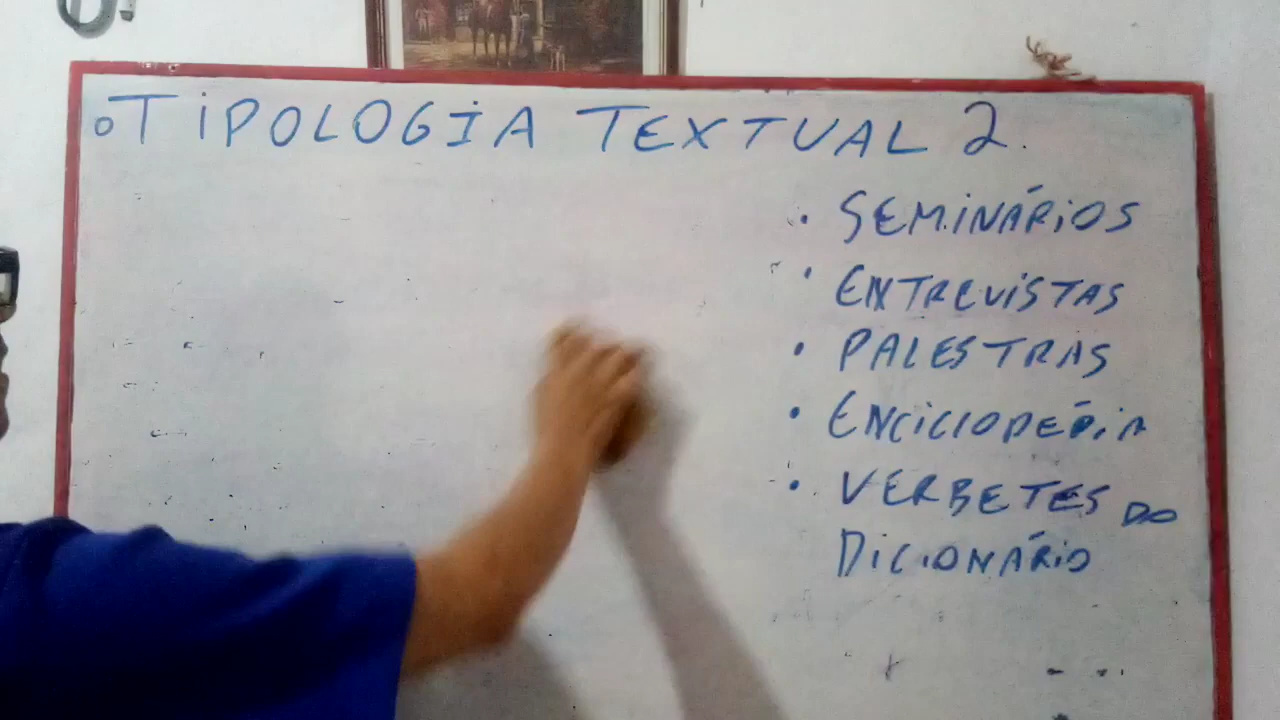 TIPOLOGIA TEXTUAL 2.
• SEMINÁRIOS
• ENTREVISTAS
• PALESTRAS
• ENCICLOPÉDIA
• VERBETES DO
DICIONÁRIO